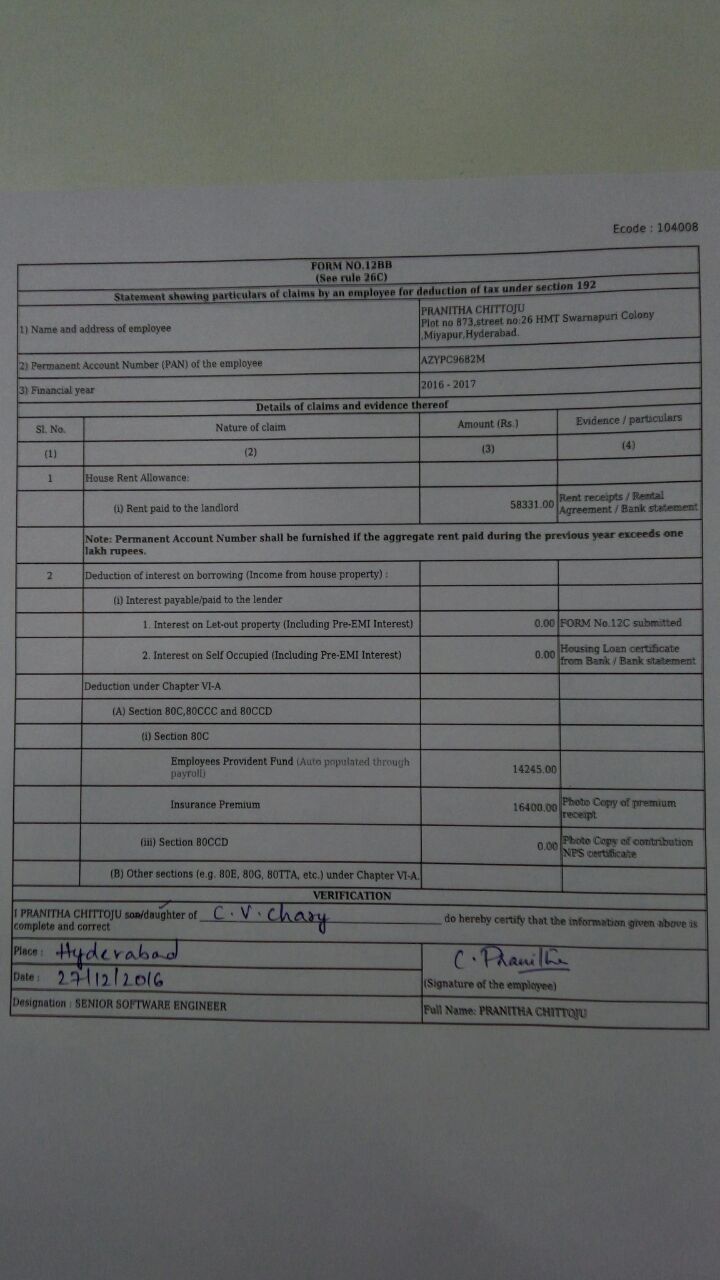 Ecode : 104008
FORM NO.12BB
(See rule 26C)
Statement showing particulars of claims by an employee for deduction of tax under section 192
1) Name and address of employee
PRANITHA CHITTOJU
Plot no 873,street no:26 HMT Swarnapuri Colony
,Miyapur,Hyderabad.
2) Permanent Account Number (PAN) of the employee
AZYPC9682M
3) Financial year
2016 - 2017
Details of claims and evidence thereof
Sl. No. Nature of claim Amount (Rs.) Evidence / particulars
(1) (2) (3) (4)
1 House Rent Allowance:
(i) Rent paid to the landlord 58331.00 Rent receipts / Rental
Agreement / Bank statement
Note: Permanent Account Number shall be furnished if the aggregate rent paid during the previous year exceeds one
lakh rupees.
2 Deduction of interest on borrowing (Income from house property) :
(i) Interest payable/paid to the lender
1. Interest on Let-out property (Including Pre-EMI Interest) 0.00 FORM No.12C submitted
2. Interest on Self Occupied (Including Pre-EMI Interest) 0.00 Housing Loan certificate
from Bank / Bank statement
Deduction under Chapter VI-A
(A) Section 80C,80CCC and 80CCD
(i) Section 80C
Employees Provident Fund (Auto populated through
payroll) 14245.00
Insurance Premium 16400.00 Photo Copy of premium
receipt
(iii) Section 80CCD 0.00 Photo Copy of contribution
NPS certificate
(B) Other sections (e.g. 80E, 80G, 80TTA, etc.) under Chapter VI-A.
VERIFICATION
I PRANITHA CHITTOJU son/daughter of C. V. Chary do hereby certify that the information given above is
complete and correct
Place : Hyderabad
Date : 27/12/2016
C. Pranitha
(Signature of the employee)
Designation : SENIOR SOFTWARE ENGINEER
Full Name: PRANITHA CHITTOJU